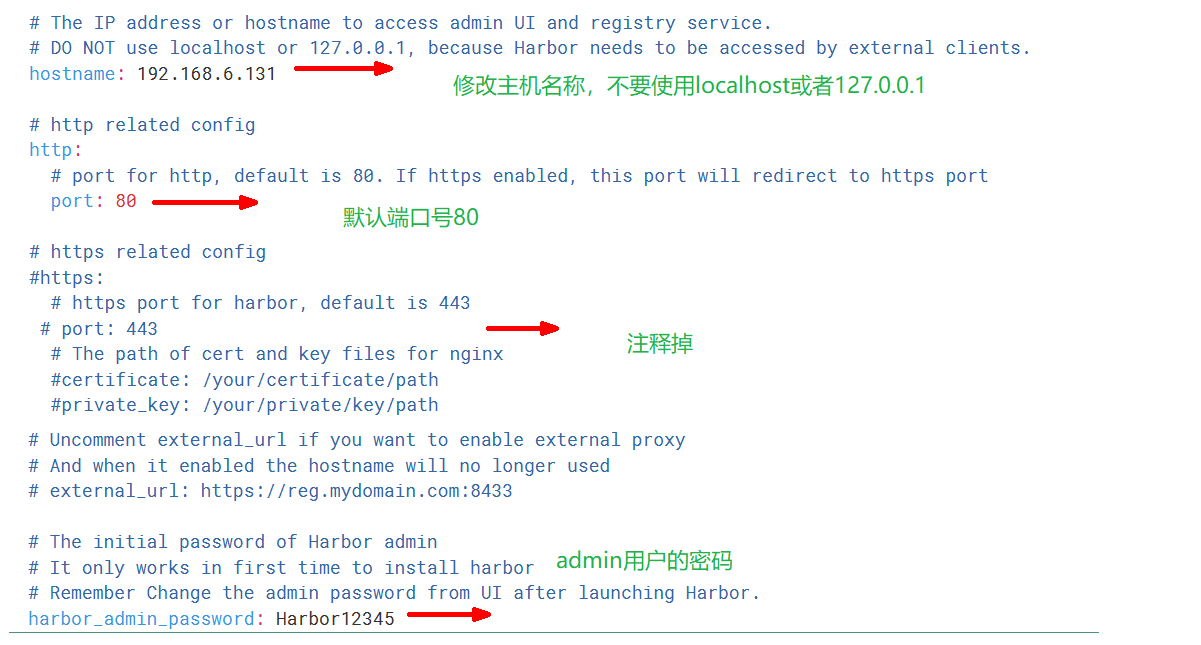 # The IP address or hostname to access admin UI and registry service.
# DO NOT use localhost or 127.0.0.1, because Harbor needs to be accessed by external clients.
hostname: 192.168.6.131
修改主机名称，不要使用localhost或者127.0.0.1
# http related config
http:
# port for http, default is 80. If https enabled, this port will redirect to https port
port: 80
默认端口号80
# https related config
#https:
# https port for harbor, default is 443
# port: 443
注释掉
# The path of cert and key files for nginx
#certificate: /your/certificate/path
#private_key: /your/private/key/path
# Uncomment external_url if you want to enable external proxy
# And when it enabled the hostname will no longer used
# external_url: https://reg.mydomain.com:8433
# The initial password of Harbor admin
# It only works in first time to install harbor
admin用户的密码
# Remember Change the admin password from UI after launching Harbor.
harbor_admin_password: Harbor12345